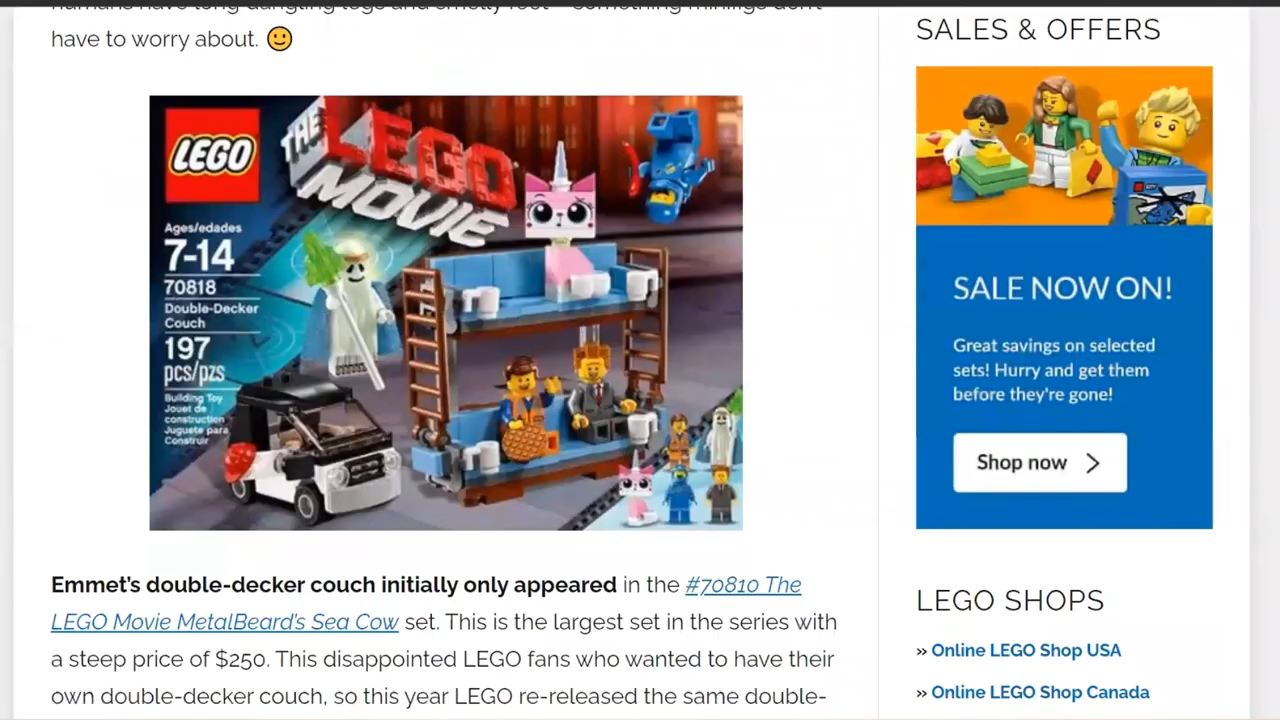 have to worry about. 🙂
LEGO
THE
LEGO
MOVIE
Ages/edades
7-14
70818
Double-Decker
Couch
197
pcs/pzs
Building Toy
Jouet de
construction
Juguete para
Construir
Emmet's double-decker couch initially only appeared in the #70810 The
LEGO Movie MetalBeard's Sea Cow set. This is the largest set in the series with
a steep price of $250. This disappointed LEGO fans who wanted to have their
own double-decker couch, so this year LEGO re-released the same double-
SALES & OFFERS
SALE NOW ON!
Great savings on selected
sets! Hurry and get them
before they're gone!
Shop now
LEGO SHOPS
» Online LEGO Shop USA
» Online LEGO Shop Canada